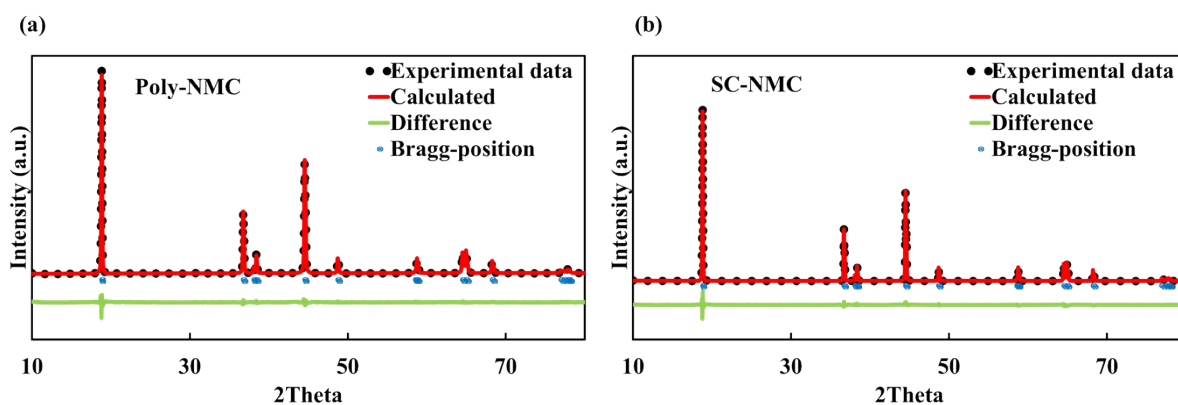 (a)
Poly-NMC
Experimental data
Calculated
Difference
Bragg-position
Intensity (a.u.)
10 30 50 70
2Theta
(b)
SC-NMC
Experimental data
Calculated
Difference
Bragg-position
Intensity (a.u.)
10 30 50 70
2Theta